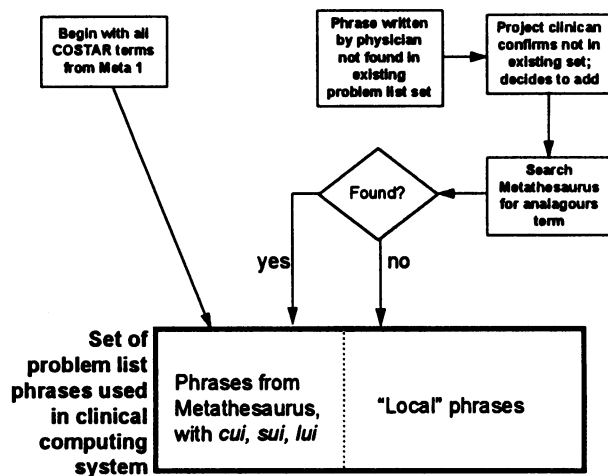 Begin with all
COSTAR terms
from Meta 1
Phrase written
by physician
not found in
existing
problem list set
Project clinican
confirms not in
existing set;
decides to add
Search
Metathesaurus
for analagours
term
Found?
yes
no
Set of
problem list
phrases used
in clinical
computing
system
Phrases from
Metathesaurus,
with cui, sui, lui
“Local” phrases